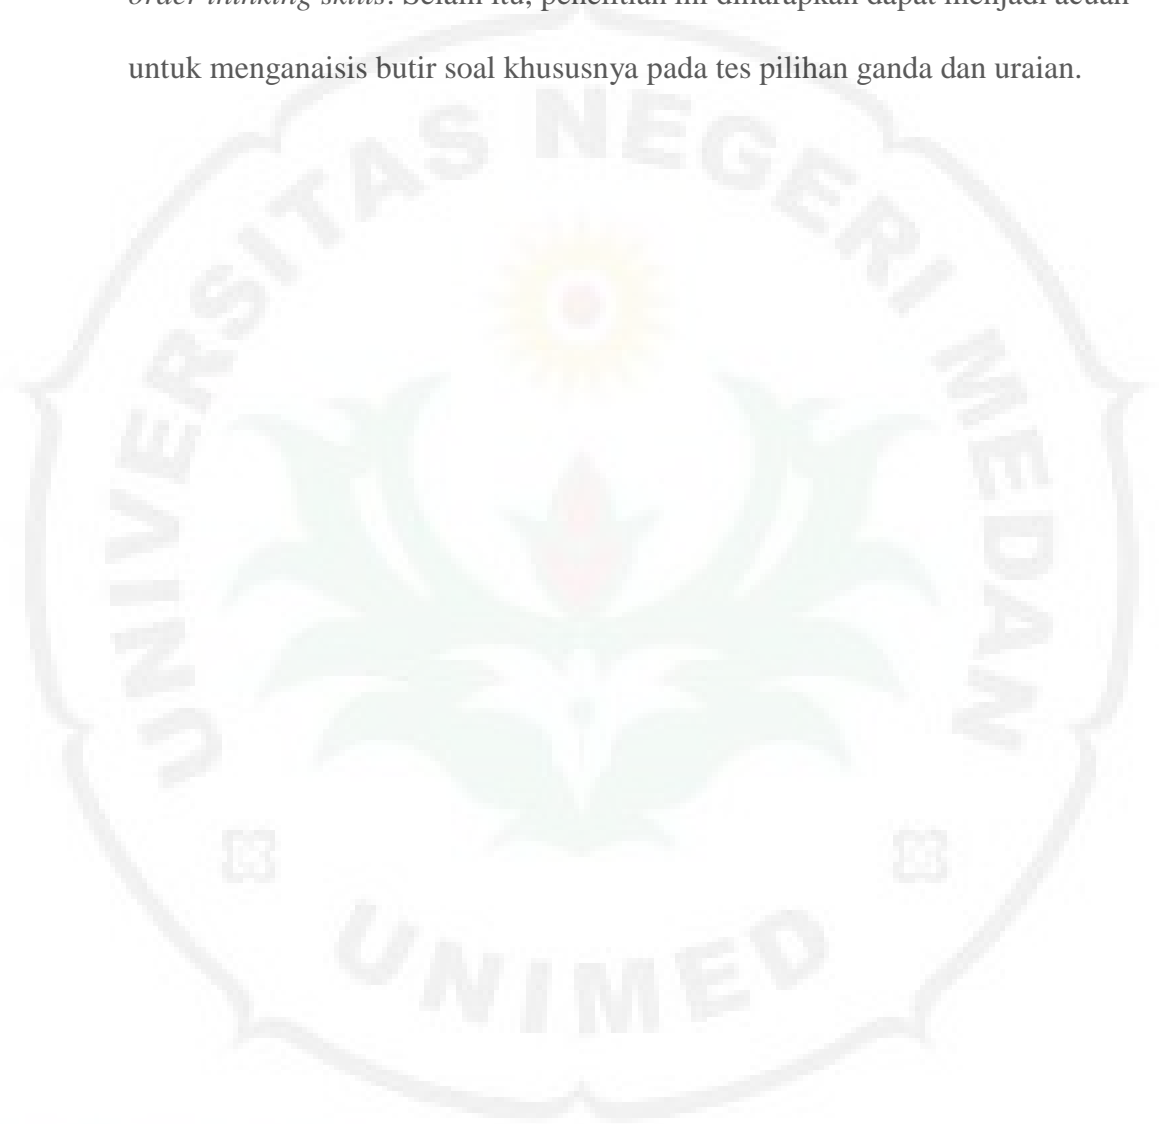 order thinking skills. Selain itu, penelitian ini diharapkan dapat menjadi acuan
untuk menganaisis butir soal khususnya pada tes pilihan ganda dan uraian.
UNIVERSITAS NEGERI MEDAN
UNIMED